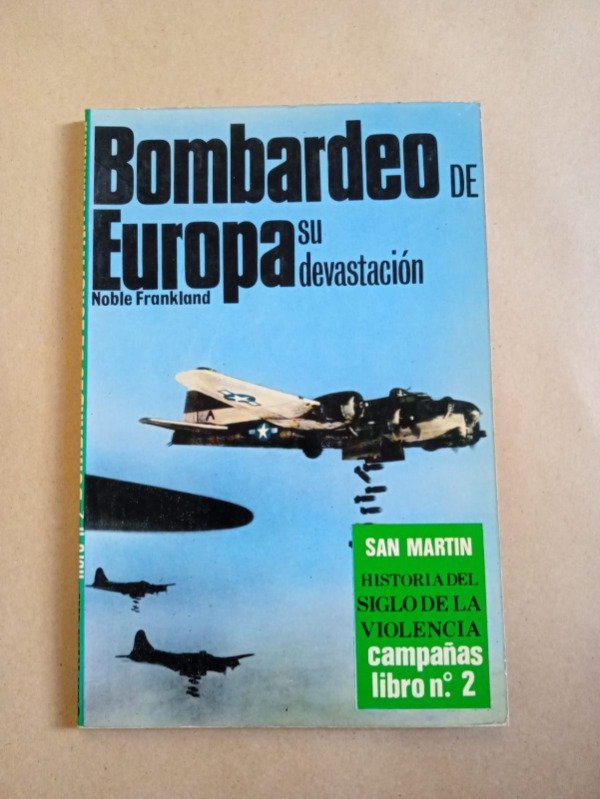 Bombardeo DE
Europa su
devastación
Noble Frankland
SAN MARTIN
HISTORIA DEL
SIGLO DE LA
VIOLENCIA
campañas
libro n.º 2